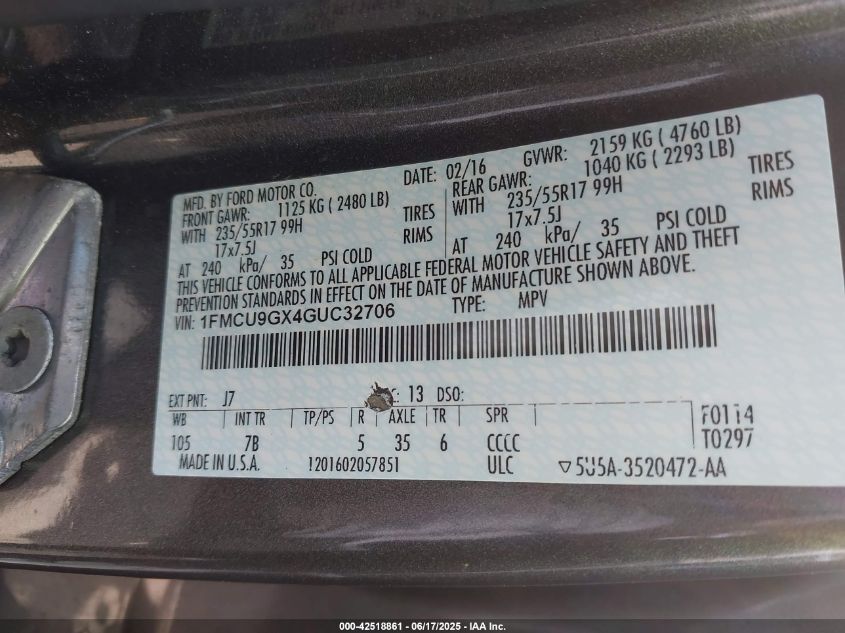 MFD. BY FORD MOTOR CO. DATE: 02/16 GVWR: 2159 KG ( 4760 LB)
FRONT GAWR: 1125 KG ( 2480 LB) REAR GAWR: 1040 KG ( 2293 LB)
WITH 235/55R17 99H TIRES WITH 235/55R17 99H TIRES
17x7.5J RIMS 17x7.5J RIMS
AT 240 kPa/ 35 PSI COLD AT 240 kPa/ 35 PSI COLD
THIS VEHICLE CONFORMS TO ALL APPLICABLE FEDERAL MOTOR VEHICLE SAFETY AND THEFT
PREVENTION STANDARDS IN EFFECT ON THE DATE OF MANUFACTURE SHOWN ABOVE.
VIN: 1FMCU9GX4GUC32706 TYPE: MPV
EXT PNT: J7 : 13 DSO:
WB INT TR TP/PS R AXLE TR SPR F0114
105 7B 5 35 6 CCCC T0297
MADE IN U.S.A. 1201602057851 ULC 5U5A-3520472-AA
000-42518861 - 06/17/2025 - IAA Inc.